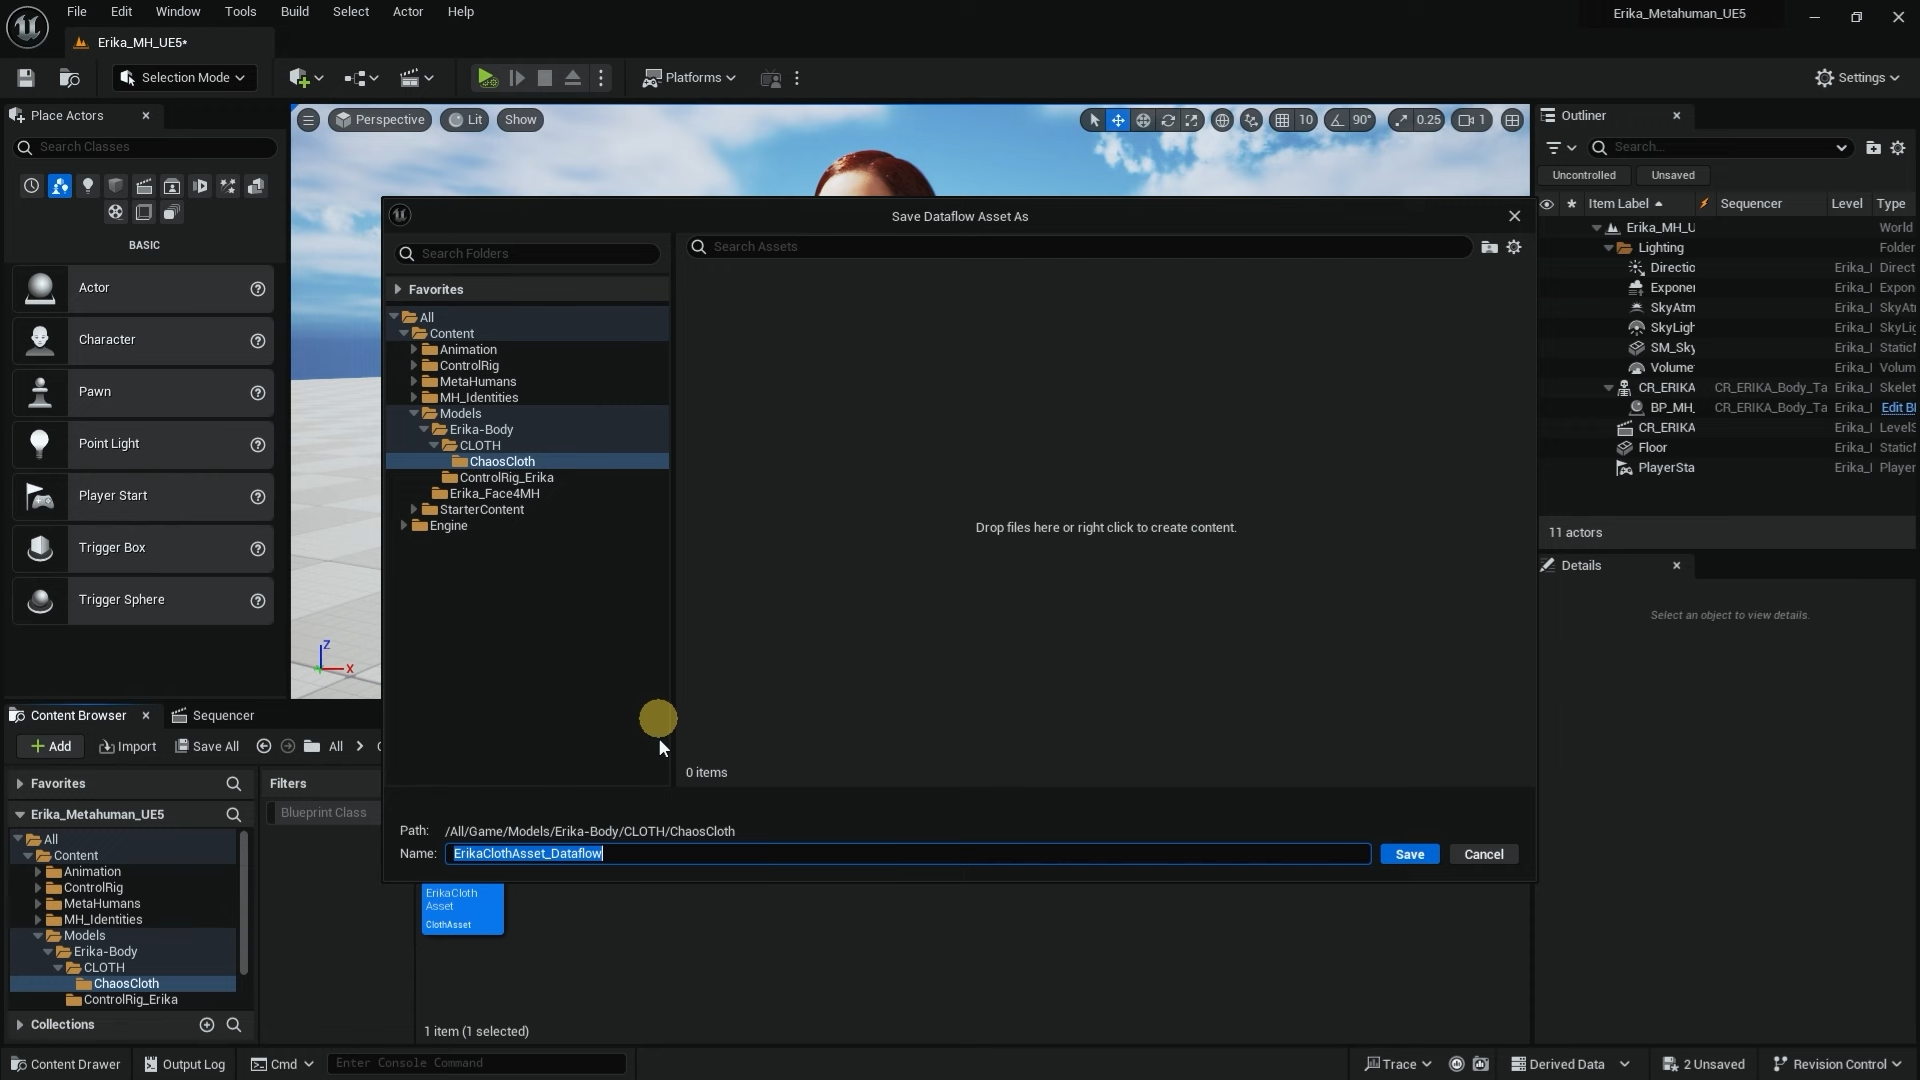 File Edit Window Tools Build Select Actor Help
Erika_Metahuman_UE5
Erika_MH_UE5*
Selection Mode
Platforms
Settings
Place Actors
Search Classes
BASIC
Actor
Character
Pawn
Point Light
Player Start
Trigger Box
Trigger Sphere
Perspective Lit Show
10 90° 0.25 1
Z
X
Save Dataflow Asset As
Search Folders
Search Assets
Favorites
All
Content
Animation
ControlRig
MetaHumans
MH_Identities
Models
Erika-Body
CLOTH
ChaosCloth
ControlRig_Erika
Erika_Face4MH
StarterContent
Engine
Drop files here or right click to create content.
0 items
Path: /All/Game/Models/Erika-Body/CLOTH/ChaosCloth
Name: ErikaClothAsset_Dataflow
Save Cancel
Outliner
Search...
Uncontrolled Unsaved
Item Label Sequencer Level Type
Erika_MH_U World
Lighting Folder
Directio Erika_I Direct
Exponen Erika_I Expon
SkyAtm Erika_I SkyAt
SkyLigh Erika_I SkyLig
SM_Sky Erika_I Static
Volume Erika_I Volum
CR_ERIKA CR_ERIKA_Body_Ta Erika_I Skelet
BP_MH_ CR_ERIKA_Body_Ta Erika_I Edit Bl
CR_ERIKA Erika_I Level
Floor Erika_I Static
PlayerSta Erika_I Player
11 actors
Details
Select an object to view details.
Content Browser Sequencer
Add Import Save All All
Favorites
Filters
Erika_Metahuman_UE5
Blueprint Class
All
Content
Animation
ControlRig
MetaHumans
MH_Identities
Models
Erika-Body
CLOTH
ChaosCloth
ControlRig_Erika
Collections
ErikaCloth
Asset
ClothAsset
1 item (1 selected)
Content Drawer Output Log Cmd Enter Console Command Trace Derived Data 2 Unsaved Revision Control